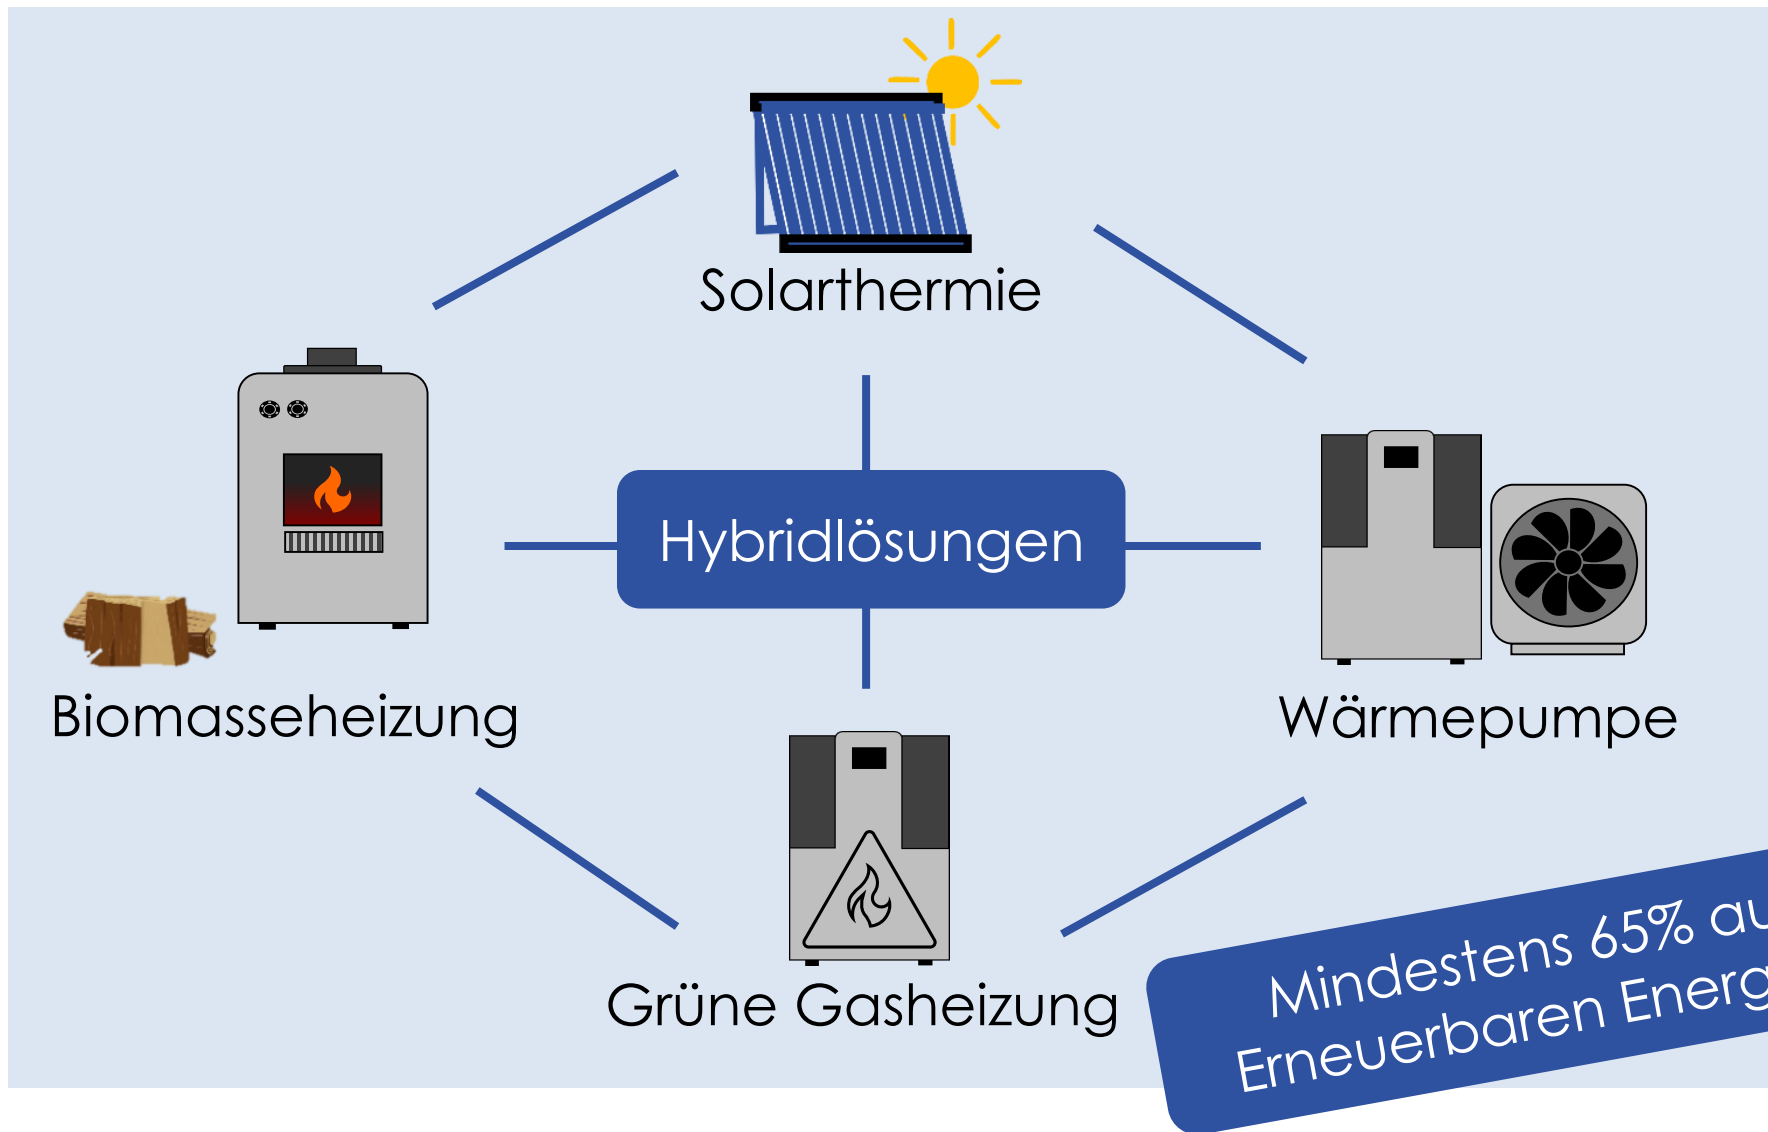 Solarthermie
Hybridlösungen
Biomasseheizung
Wärmepumpe
Grüne Gasheizung
Mindestens 65%
Erneuerbaren